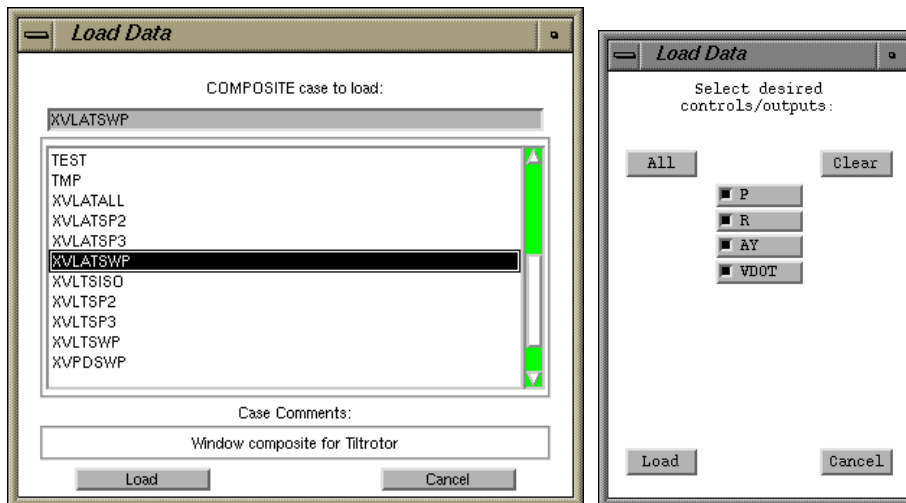 Load Data
COMPOSITE case to load:
XVLATSWP
TEST
TMP
XVLATALL
XVLATSP2
XVLATSP3
XVLATSWP
XVLTSISO
XVLTSP2
XVLTSP3
XVLTSWP
XVPDSWP
Case Comments:
Window composite for Tiltrotor
Load
Cancel
Load Data
Select desired
controls/outputs:
All
Clear
P
R
AY
VDOT
Load
Cancel